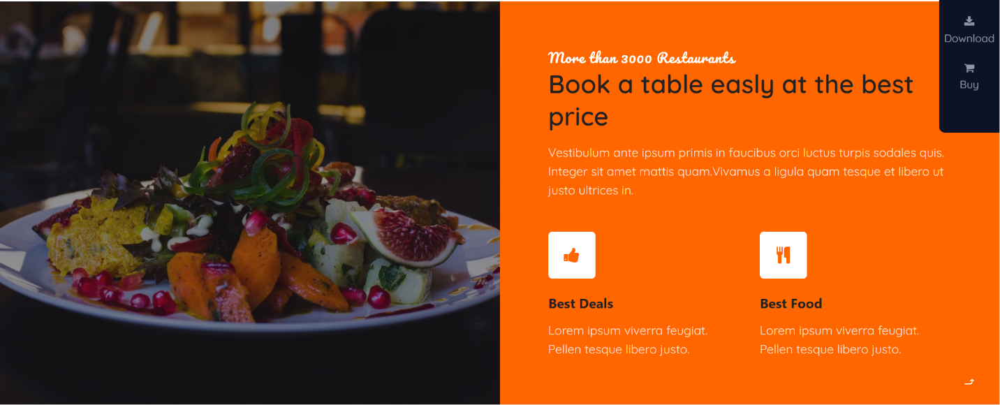 More than 3000 Restaurants
Book a table easly at the best
price
Vestibulum ante ipsum primis in faucibus orci luctus turpis sodales quis.
Integer sit amet mattis quam.Vivamus a ligula quam tesque et libero ut
justo ultrices in.
Best Deals
Lorem ipsum viverra feugiat.
Pellen tesque libero justo.
Best Food
Lorem ipsum viverra feugiat.
Pellen tesque libero justo.
Download
Buy